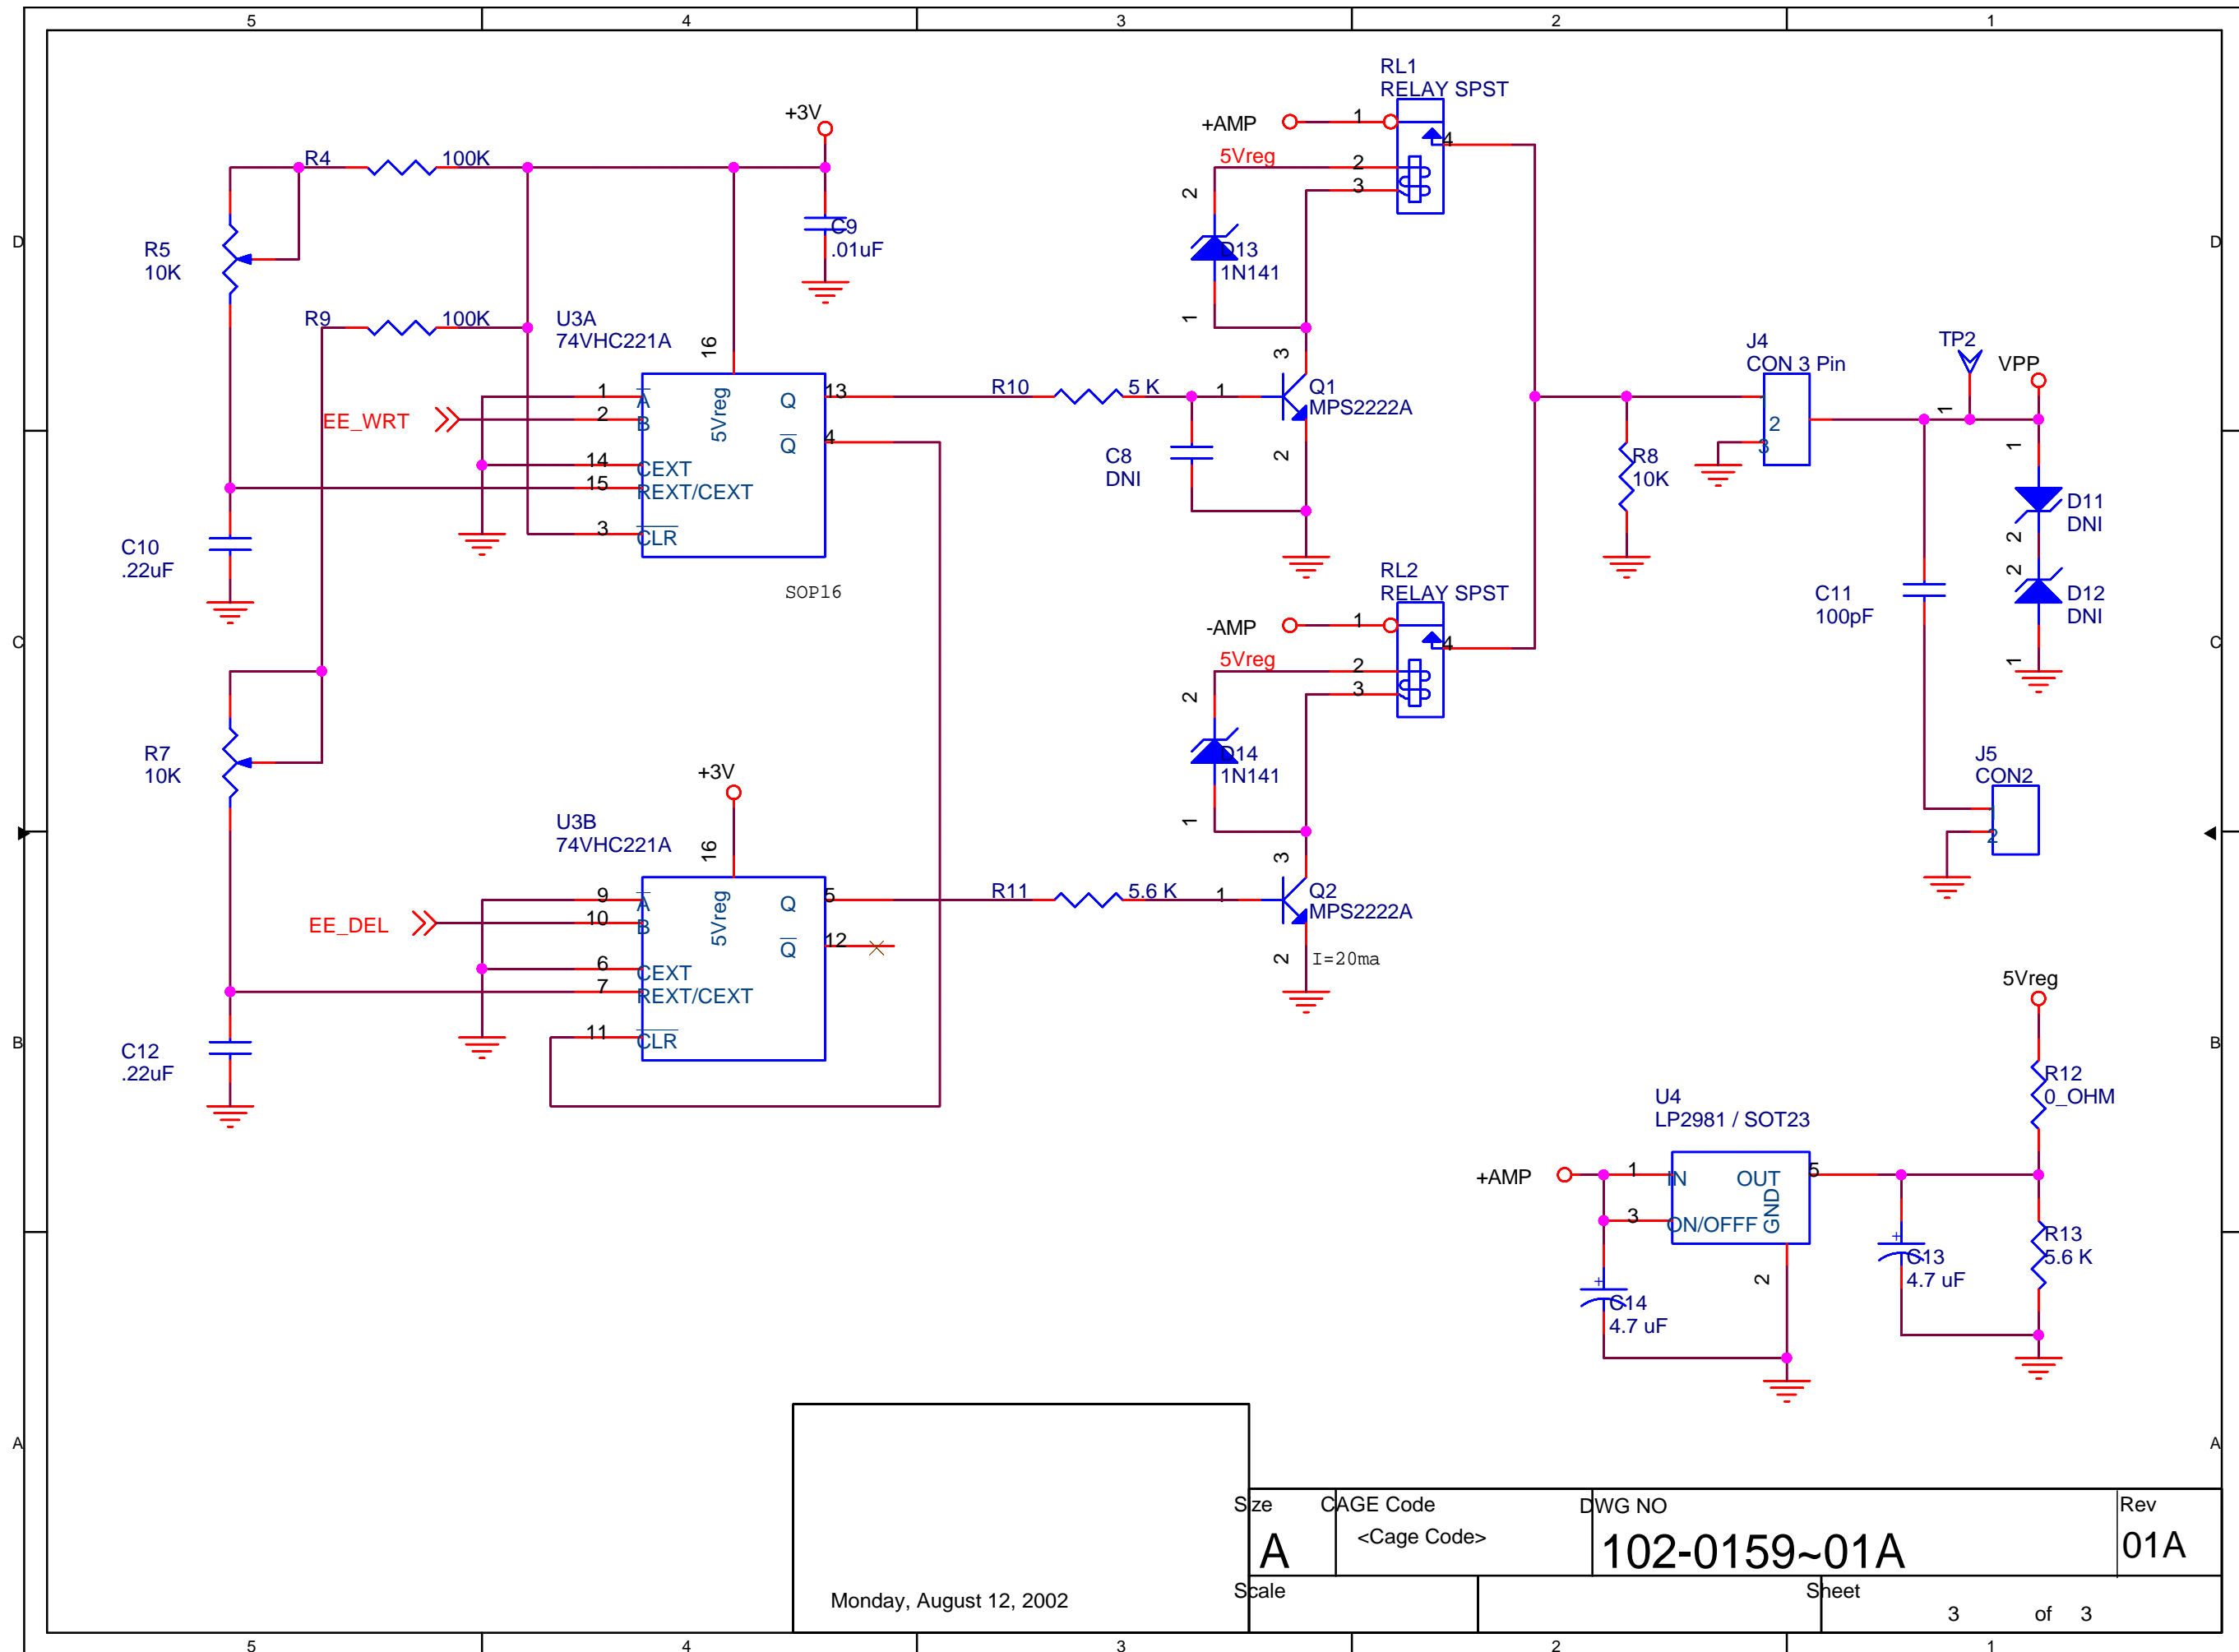 5 4 3 2 1
D
D
C
C
B
B
A
A
+3V
R4 100K
R5
10K
C9
.01uF
R9 100K
U3A
74VHC221A
16
5Vreg
1 A
EE_WRT
2 B
14 CEXT
15 REXT/CEXT
3 CLR
Q 13
Q 4
SOP16
C10
.22uF
R7
10K
+3V
U3B
74VHC221A
16
5Vreg
9 A
EE_DEL
10 B
6 CEXT
7 REXT/CEXT
11 CLR
Q 5
Q 12
C12
.22uF
RL1
RELAY SPST
+AMP
1
4
5Vreg
2
3
2
D13
1N141
1
3
R10 5 K
1
Q1
MPS2222A
2
C8
DNI
RL2
RELAY SPST
-AMP
1
4
5Vreg
2
3
2
D14
1N141
1
3
R11 5.6 K
1
Q2
MPS2222A
2
I=20ma
R8
10K
J4
CON 3 Pin
2
3
TP2
1
VPP
1
D11
DNI
2
2
D12
DNI
1
C11
100pF
J5
CON2
1
2
5Vreg
R12
0_OHM
U4
LP2981 / SOT23
+AMP
1 IN
OUT 5
3 ON/OFFF
GND
2
C14
4.7 uF
C13
4.7 uF
R13
5.6 K
Monday, August 12, 2002
Size
A
CAGE Code
<Cage Code>
DWG NO
102-0159~01A
Rev
01A
Scale
Sheet
3 of 3
5 4 3 2 1